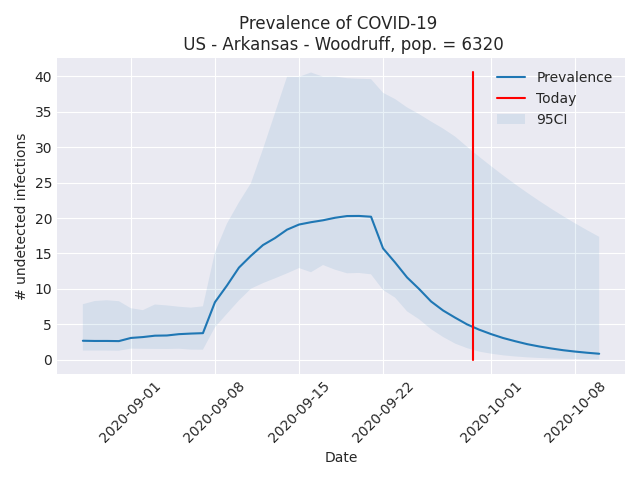 Prevalence of COVID-19
US - Arkansas - Woodruff, pop. = 6320
# undetected infections
40
35
30
25
20
15
10
5
0
Prevalence
Today
95CI
2020-09-01
2020-09-08
2020-09-15
2020-09-22
2020-10-01
2020-10-08
Date